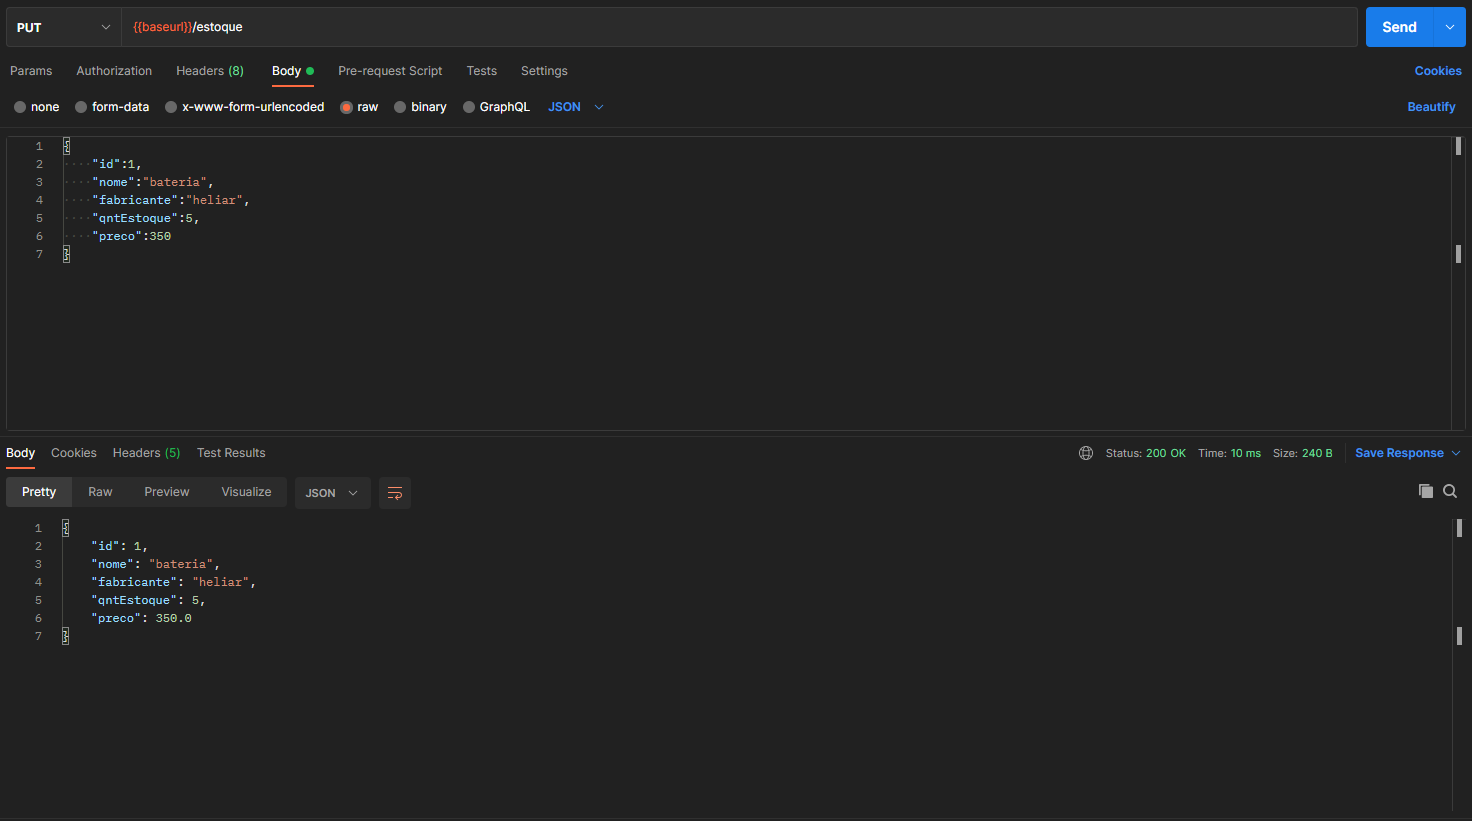 PUT {{baseurl}}/estoque Send
Params Authorization Headers (8) Body Pre-request Script Tests Settings Cookies
none form-data x-www-form-urlencoded raw binary GraphQL JSON Beautify
1 {
2 "id":1,
3 "nome":"bateria",
4 "fabricante":"heliar",
5 "qntEstoque":5,
6 "preco":350
7 }
Body Cookies Headers (5) Test Results Status: 200 OK Time: 10 ms Size: 240 B Save Response
Pretty Raw Preview Visualize JSON
1 {
2 "id": 1,
3 "nome": "bateria",
4 "fabricante": "heliar",
5 "qntEstoque": 5,
6 "preco": 350.0
7 }